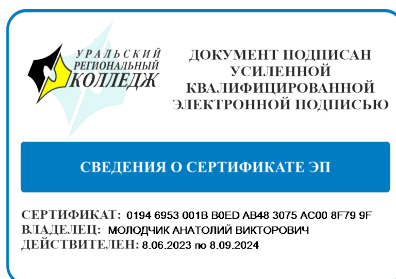 УРАЛЬСКИЙ
РЕГИОНАЛЬНЫЙ
КОЛЛЕДЖ
ДОКУМЕНТ ПОДПИСАН
УСИЛЕННОЙ
КВАЛИФИЦИРОВАННОЙ
ЭЛЕКТРОННОЙ ПОДПИСЬЮ
СВЕДЕНИЯ О СЕРТИФИКАТЕ ЭП
СЕРТИФИКАТ: 0194 6953 001B B0ED AB48 3075 AC00 8F79 9F
ВЛАДЕЛЕЦ: МОЛОДЧИК АНАТОЛИЙ ВИКТОРОВИЧ
ДЕЙСТВИТЕЛЕН: 8.06.2023 по 8.09.2024